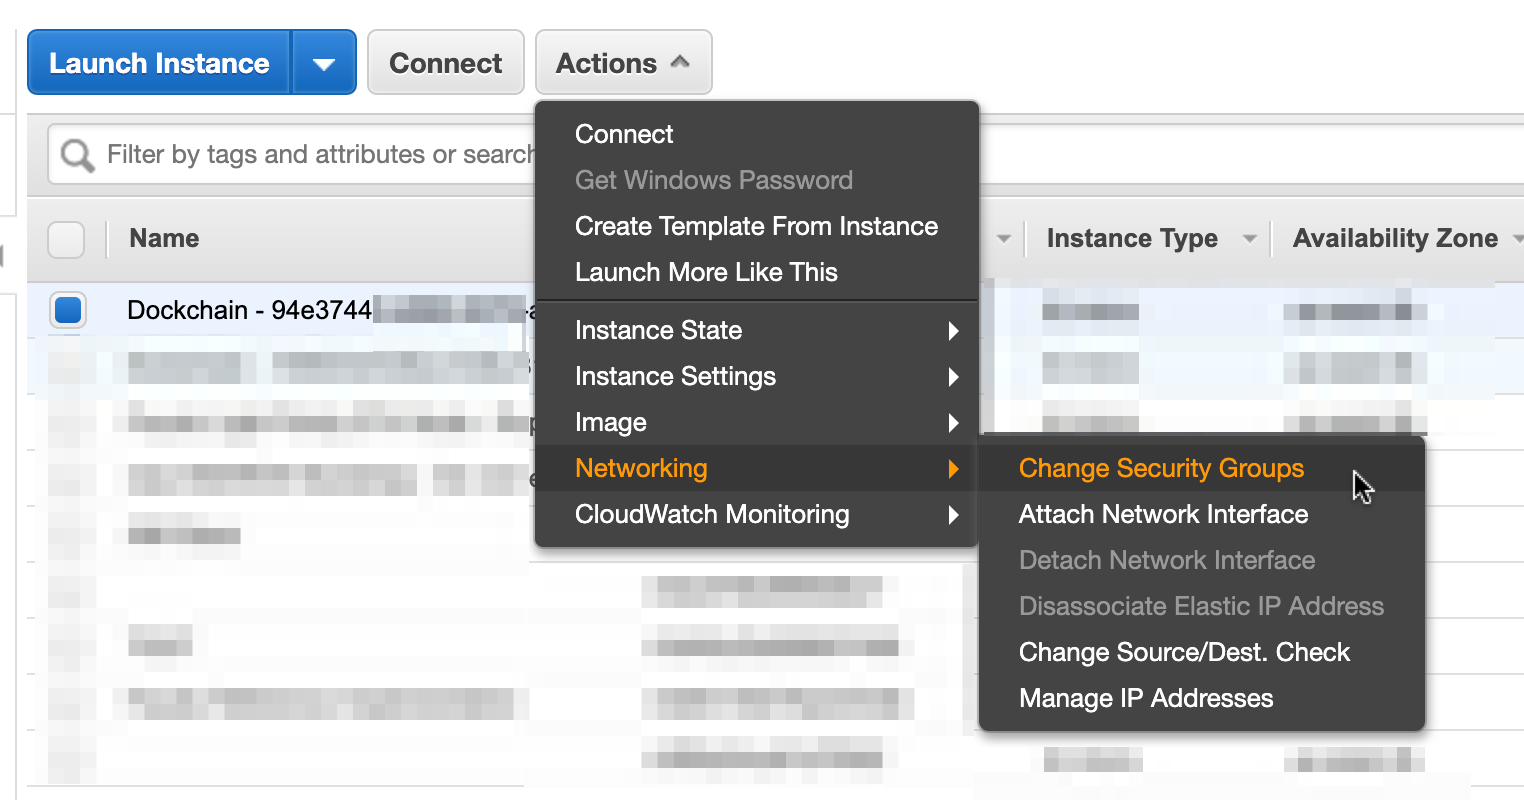 Launch Instance
Connect
Actions
Filter by tags and attributes or search
Name
Instance Type
Availability Zone
Dockchain - 94e3744
Connect
Get Windows Password
Create Template From Instance
Launch More Like This
Instance State
Instance Settings
Image
Networking
CloudWatch Monitoring
Change Security Groups
Attach Network Interface
Detach Network Interface
Disassociate Elastic IP Address
Change Source/Dest. Check
Manage IP Addresses